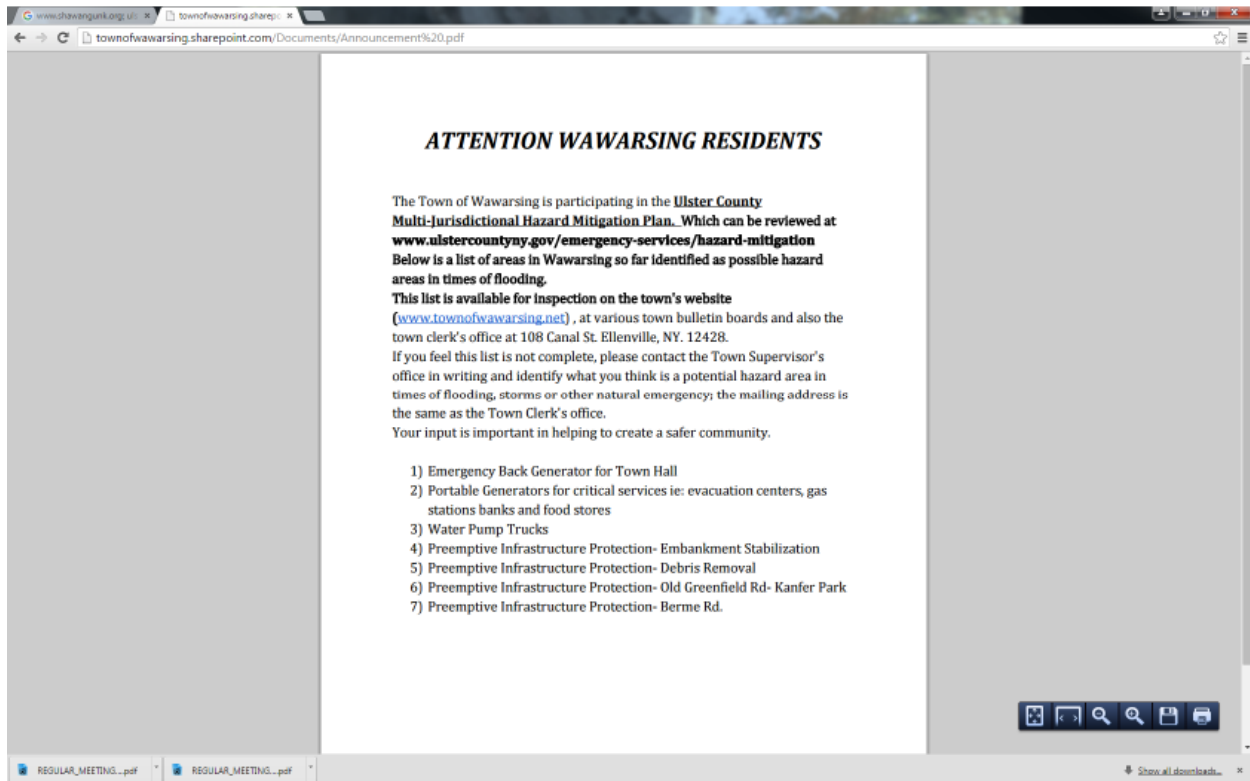 www.shawangunk.org; uls
townofwawarsing.sharepo
townofwawarsing.sharepoint.com/Documents/Announcement%20.pdf
ATTENTION WAWARSING RESIDENTS
The Town of Wawarsing is participating in the Ulster County
Multi-Jurisdictional Hazard Mitigation Plan. Which can be reviewed at
www.ulstercountyny.gov/emergency-services/hazard-mitigation
Below is a list of areas in Wawarsing so far identified as possible hazard
areas in times of flooding.
This list is available for inspection on the town's website
(www.townofwawarsing.net) , at various town bulletin boards and also the
town clerk's office at 108 Canal St. Ellenville, NY. 12428.
If you feel this list is not complete, please contact the Town Supervisor's
office in writing and identify what you think is a potential hazard area in
times of flooding, storms or other natural emergency; the mailing address is
the same as the Town Clerk's office.
Your input is important in helping to create a safer community.
1) Emergency Back Generator for Town Hall
2) Portable Generators for critical services ie: evacuation centers, gas
stations banks and food stores
3) Water Pump Trucks
4) Preemptive Infrastructure Protection- Embankment Stabilization
5) Preemptive Infrastructure Protection- Debris Removal
6) Preemptive Infrastructure Protection- Old Greenfield Rd- Kanfer Park
7) Preemptive Infrastructure Protection- Berme Rd.
REGULAR_MEETING....pdf
REGULAR_MEETING....pdf
Show all downloads...